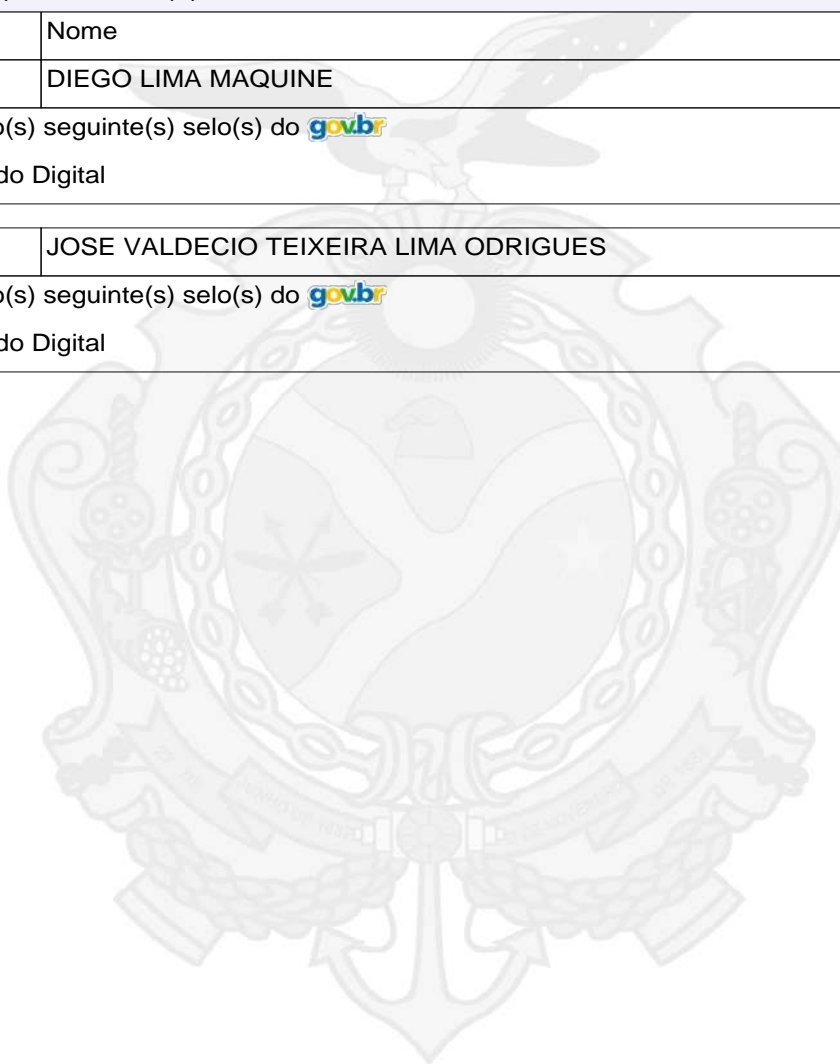 Nome
DIEGO LIMA MAQUINE
o(s) seguinte(s) selo(s) do gov.br
do Digital
JOSE VALDECIO TEIXEIRA LIMA ODRIGUES
o(s) seguinte(s) selo(s) do gov.br
do Digital